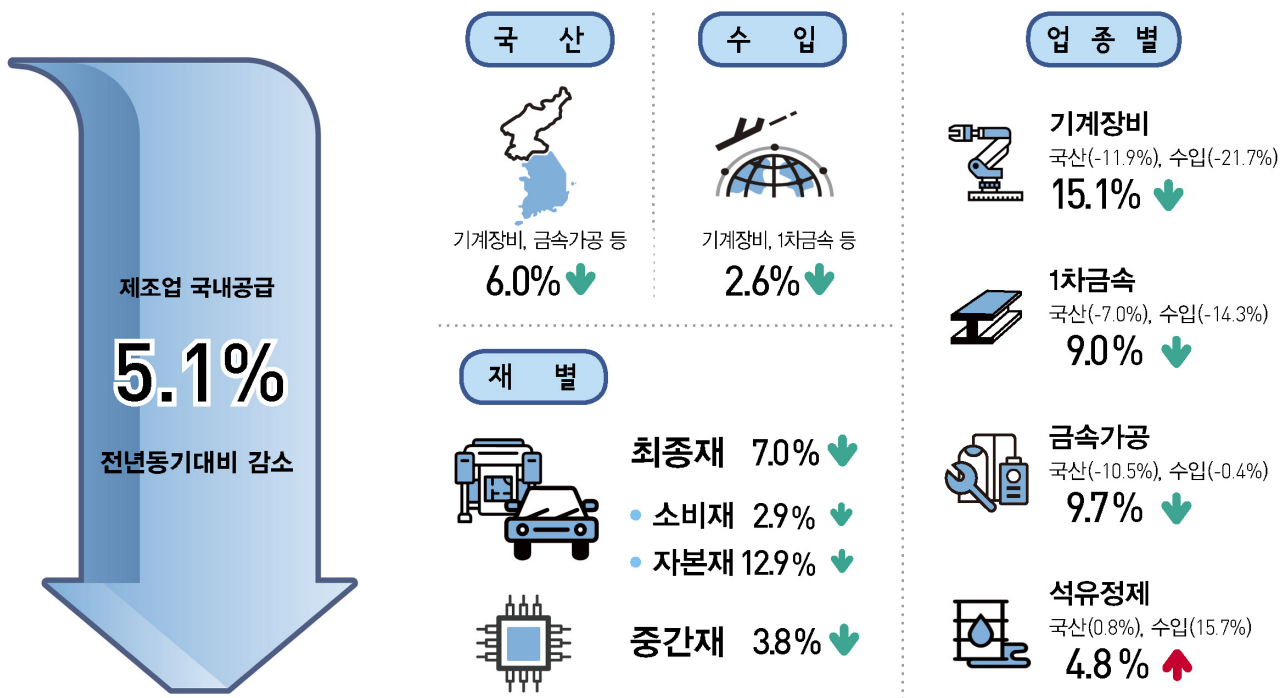 제조업 국내공급
5.1%
전년동기대비 감소
국 산
기계장비, 금속가공 등
6.0%
수 입
기계장비, 1차금속 등
2.6%
재 별
최종재 7.0%
• 소비재 2.9%
• 자본재 12.9%
중간재 3.8%
업 종 별
기계장비
국산(-11.9%), 수입(-21.7%)
15.1%
1차금속
국산(-7.0%), 수입(-14.3%)
9.0%
금속가공
국산(-10.5%), 수입(-0.4%)
9.7%
석유정제
국산(0.8%), 수입(15.7%)
4.8%